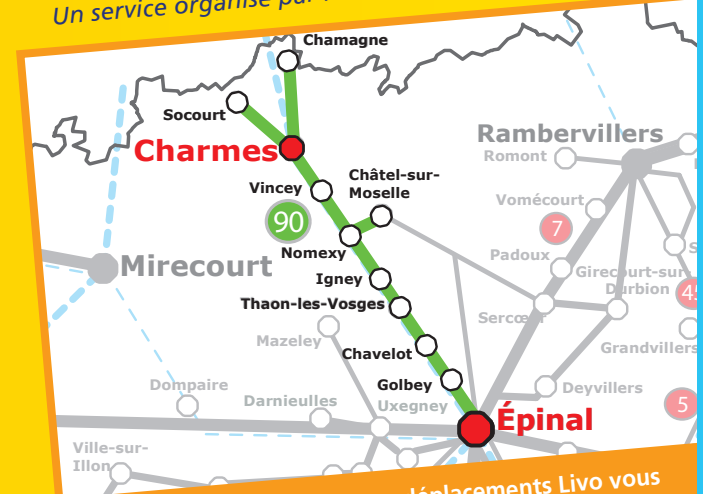 Un service organisé par
Chamagne
Socourt
Charmes
Rambervillers
Romont
Châtel-sur-
Moselle
Vincey
90
Vomécourt
7
Nomexy
Padoux
Mirecourt
Igney
Girecourt-sur-
Durbion
45
Thaon-les-Vosges
Sercœur
Mazeley
Chavelot
Grandvillers
Dompaire
Golbey
Deyvillers
Darnieulles
Uxegney
5
Épinal
Ville-sur-
Illon
déplacements Livo vous